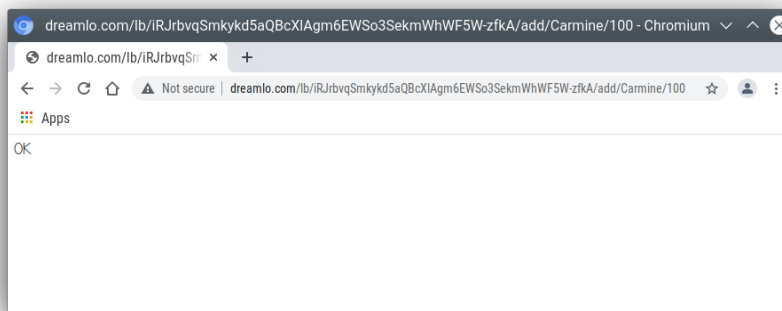 dreamlo.com/lb/iRJrbvqSmkykd5aQBcXIAgm6EWSo3SekmWhWF5W-zfkA/add/Carmine/100 - Chromium
dreamlo.com/lb/iRJrbvqSm
Not secure | dreamlo.com/lb/iRJrbvqSmkykd5aQBcXIAgm6EWSo3SekmWhWF5W-zfkA/add/Carmine/100
Apps
OK